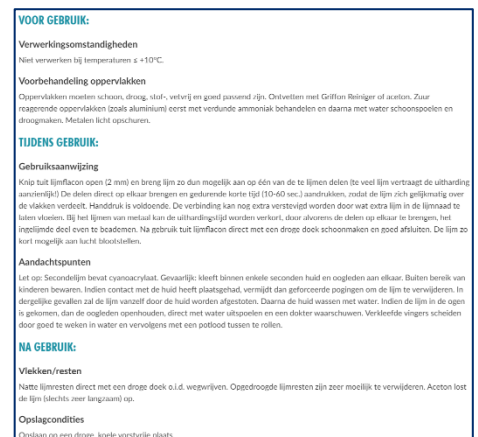 VOOR GEBRUIK:
Verwerkingsomstandigheden
Niet verwerken bij temperaturen ≤ +10°C.
Voorbehandeling oppervlakken
Oppervlakken moeten schoon, droog, stof-, vetvrij en goed passend zijn. Ontvetten met Griffon Reiniger of aceton. Zuur
reagerende oppervlakken (zoals aluminium) eerst met verdunde ammoniak behandelen en daarna met water schoonspoelen en
droogmaken. Metalen licht opschuren.
TIJDENS GEBRUIK:
Gebruiksaanwijzing
Knip tuit lijmflacon open (2 mm) en breng lijm zo dun mogelijk aan op één van de te lijmen delen (te veel lijm vertraagt de uitharding
aanzienlijk!) De delen direct op elkaar brengen en gedurende korte tijd (10-60 sec.) aandrukken, zodat de lijm zich gelijkmatig over
de vlakken verdeelt. Handdruk is voldoende. De verbinding kan nog extra verstevigd worden door wat extra lijm in de lijmnaad te
laten vloeien. Bij het lijmen van metaal kan de uithardingstijd worden verkort, door alvorens de delen op elkaar te brengen, het
ingelijmde deel even te beademen. Na gebruik tuit lijmflacon direct met een droge doek schoonmaken en goed afsluiten. De lijm zo
kort mogelijk aan lucht blootstellen.
Aandachtspunten
Let op: Secondelijm bevat cyanoacrylaat. Gevaarlijk: kleeft binnen enkele seconden huid en oogleden aan elkaar. Buiten bereik van
kinderen bewaren. Indien contact met de huid heeft plaatsgehad, vermijdt dan geforceerde pogingen om de lijm te verwijderen. In
dergelijke gevallen zal de lijm vanzelf door de huid worden afgestoten. Daarna de huid wassen met water. Indien de lijm in de ogen
is gekomen, dan de oogleden openhouden, direct met water uitspoelen en een dokter waarschuwen. Verkleefde vingers scheiden
door goed te weken in water en vervolgens met een potlood tussen te rollen.
NA GEBRUIK:
Vlekken/resten
Natte lijmresten direct met een droge doek o.i.d. wegwrijven. Opgedroogde lijmresten zijn zeer moeilijk te verwijderen. Aceton lost
de lijm (slechts zeer langzaam) op.
Opslagcondities
Opslaan op een droge, koele vorstvrije plaats